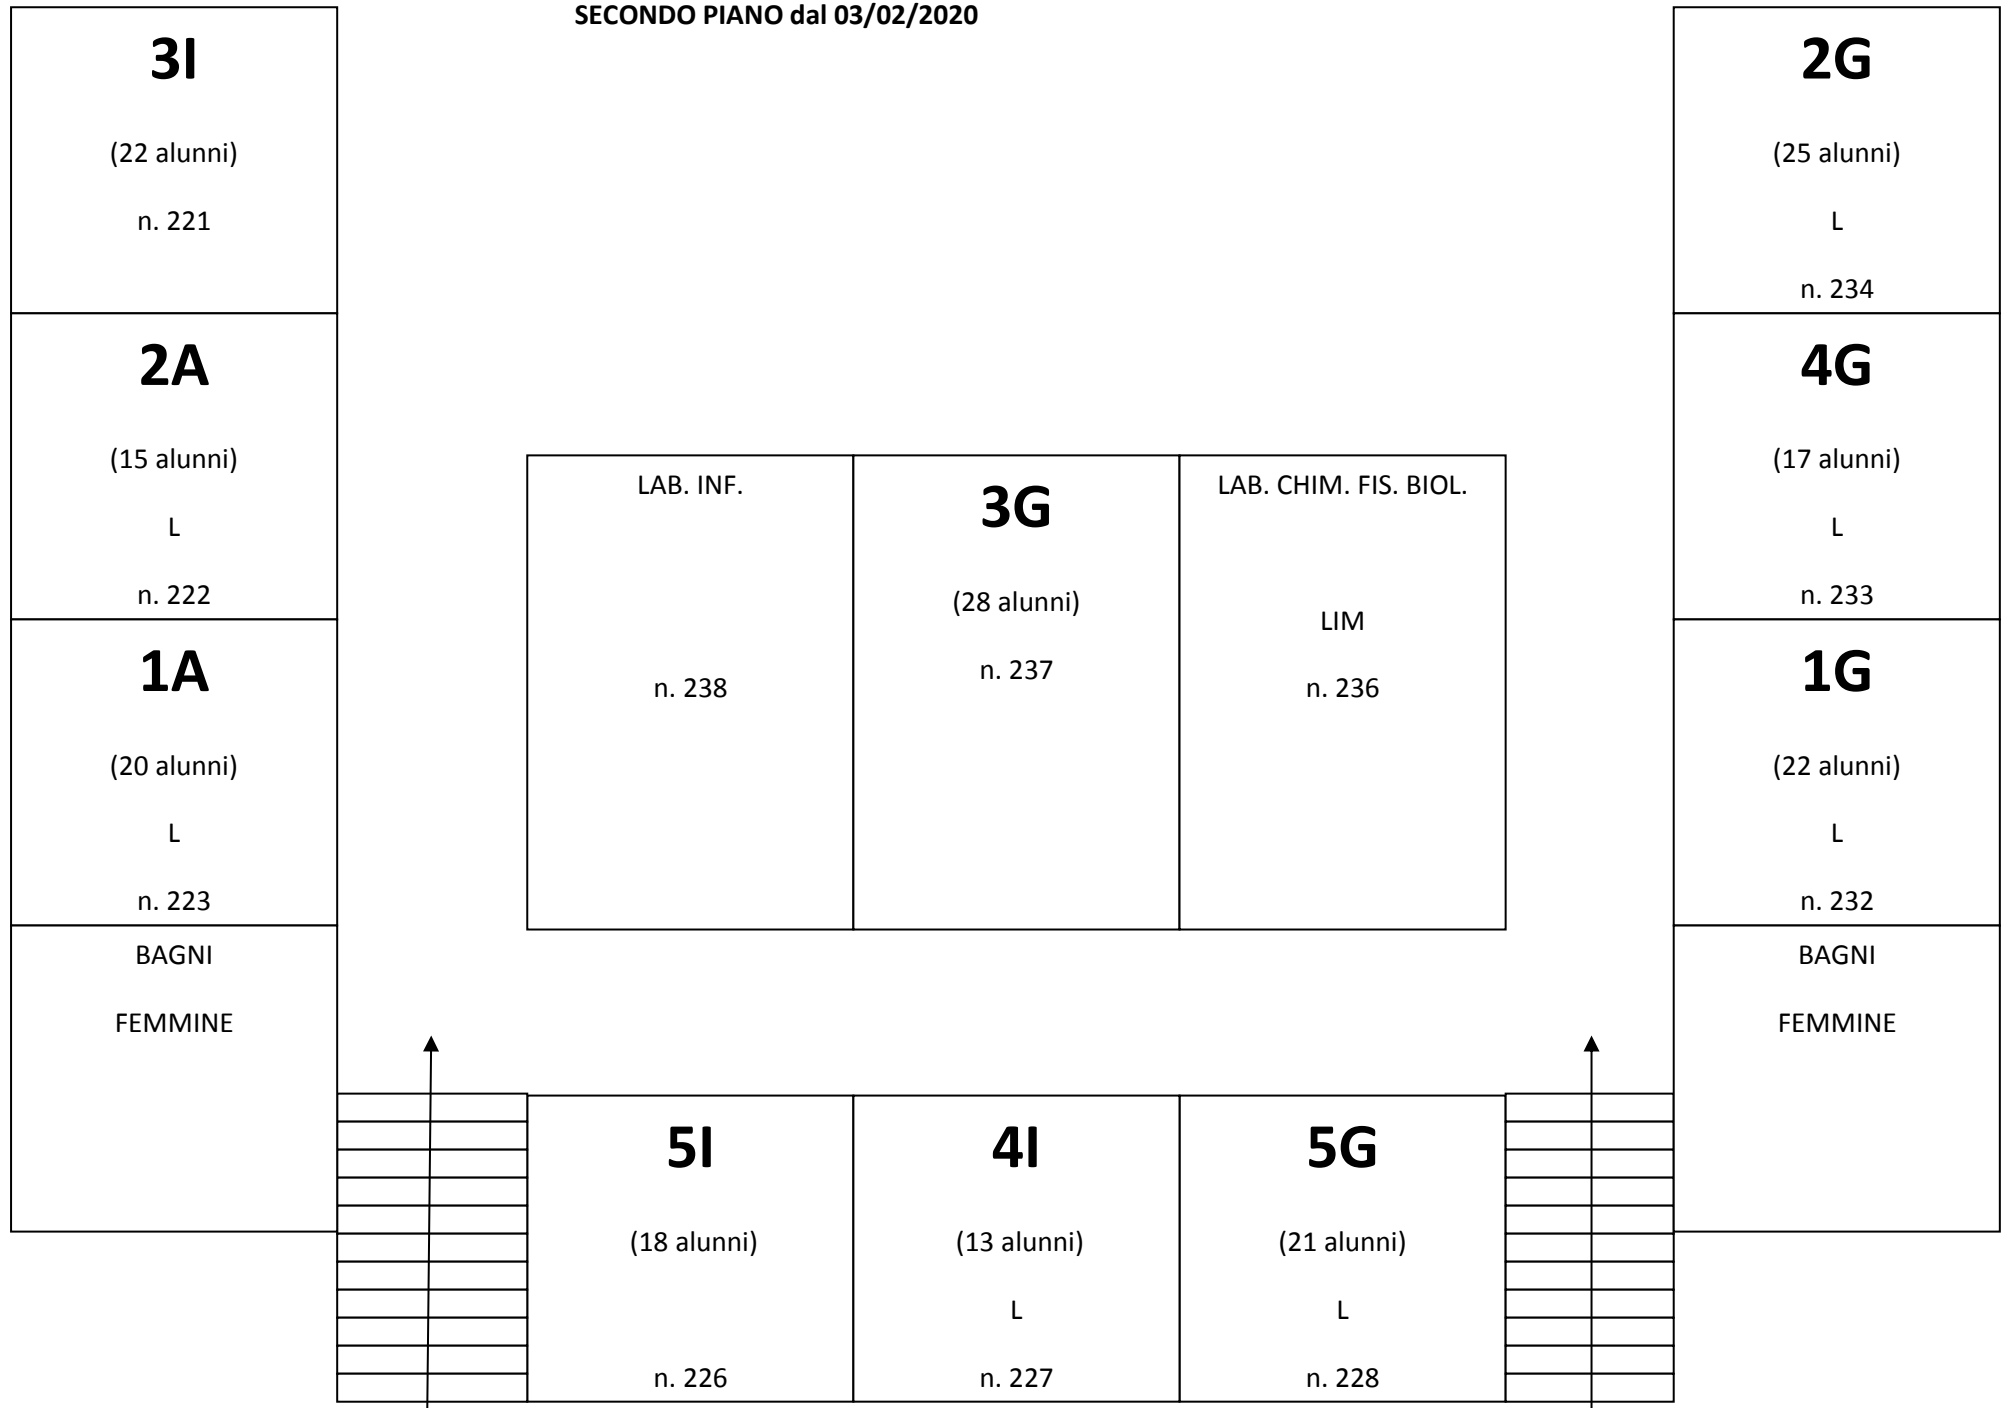 SECONDO PIANO dal 03/02/2020
3I
(22 alunni)
n. 221
2A
(15 alunni)
L
n. 222
1A
(20 alunni)
L
n. 223
BAGNI
FEMMINE
LAB. INF.
n. 238
3G
(28 alunni)
n. 237
LAB. CHIM. FIS. BIOL.
LIM
n. 236
5I
(18 alunni)
n. 226
4I
(13 alunni)
L
n. 227
5G
(21 alunni)
L
n. 228
2G
(25 alunni)
L
n. 234
4G
(17 alunni)
L
n. 233
1G
(22 alunni)
L
n. 232
BAGNI
FEMMINE